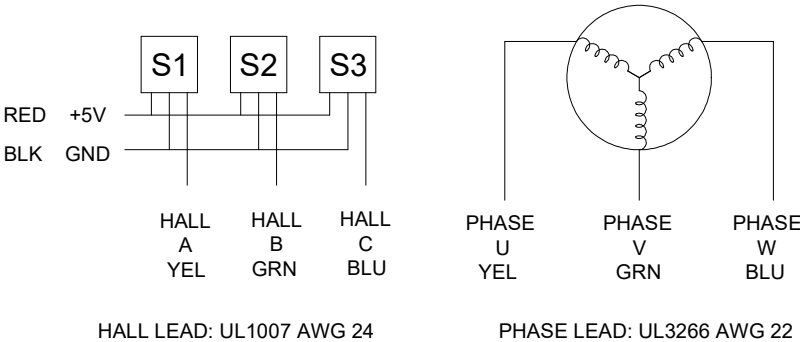 S1 S2 S3
RED +5V
BLK GND
HALL A YEL
HALL B GRN
HALL C BLU
PHASE U YEL
PHASE V GRN
PHASE W BLU
HALL LEAD: UL1007 AWG 24
PHASE LEAD: UL3266 AWG 22